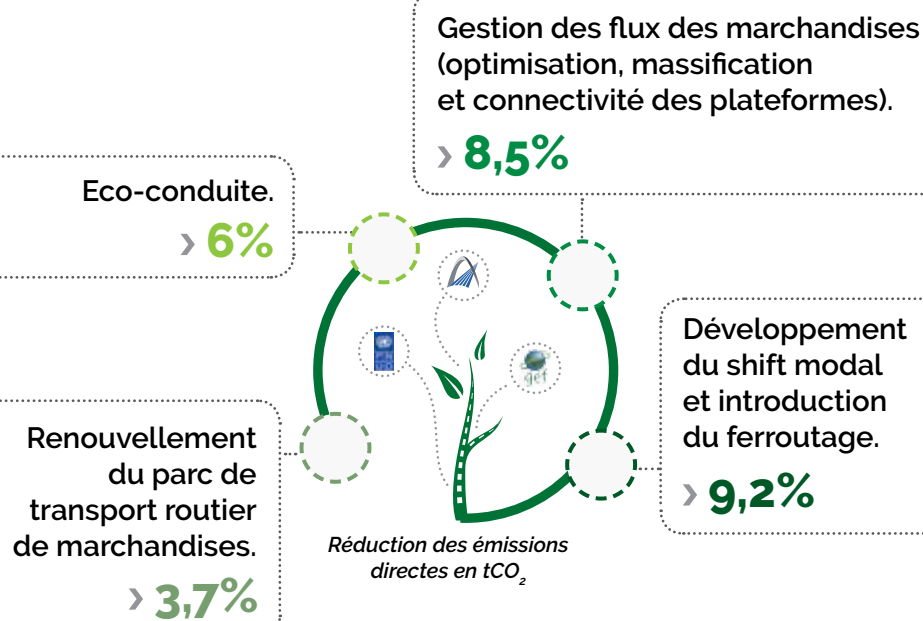 Gestion des flux des marchandises
(optimisation, massification
et connectivité des plateformes).
› 8,5%
Eco-conduite.
› 6%
gef
Développement
du shift modal
et introduction
du ferroutage.
› 9,2%
Renouvellement
du parc de
transport routier
de marchandises.
› 3,7%
Réduction des émissions
directes en tCO₂